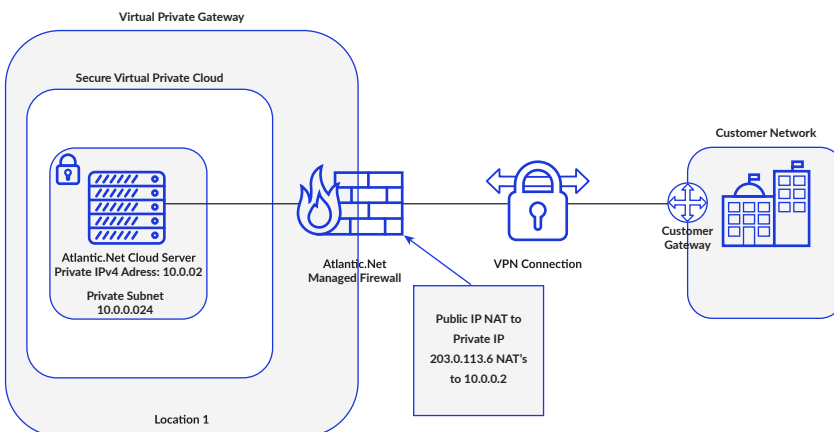 Virtual Private Gateway
Secure Virtual Private Cloud
Atlantic.Net Cloud Server
Private IPv4 Adress: 10.0.02
Private Subnet
10.0.0.024
Location 1
Atlantic.Net
Managed Firewall
Public IP NAT to
Private IP
203.0.113.6 NAT's
to 10.0.0.2
VPN Connection
Customer Network
Customer
Gateway